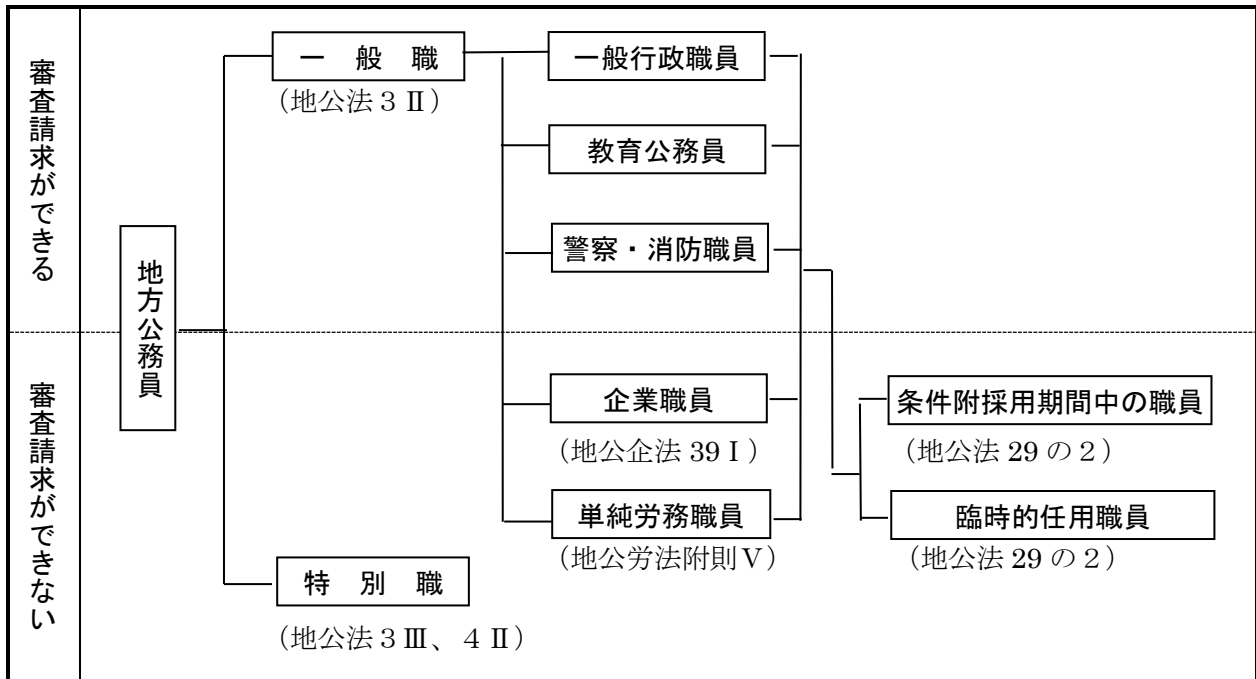 審査請求ができる
審査請求ができない
地方公務員
一般職
（地公法３Ⅱ）
特別職
（地公法３Ⅲ、４Ⅱ）
一般行政職員
教育公務員
警察・消防職員
企業職員
（地公企法 39Ⅰ）
単純労務職員
（地公労法附則Ⅴ）
条件附採用期間中の職員
（地公法 29 の２）
臨時的任用職員
（地公法 29 の２）